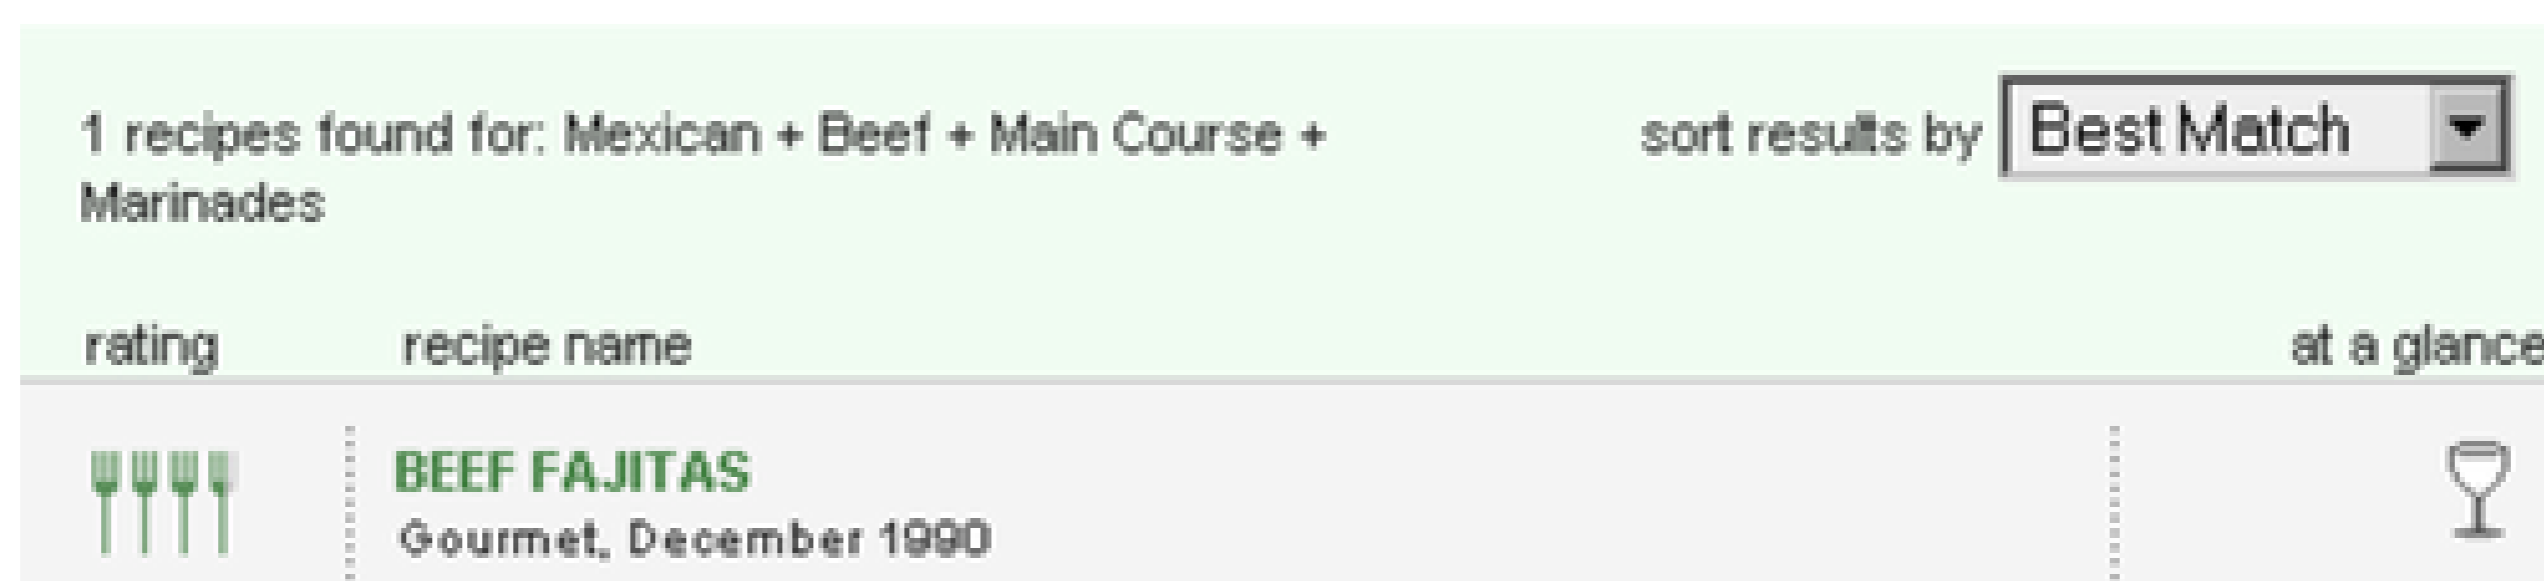 1 recipes found for: Mexican + Beef + Main Course +
Marinades
sort results by Best Match
rating recipe name at a glance
BEEF FAJITAS
Gourmet, December 1990